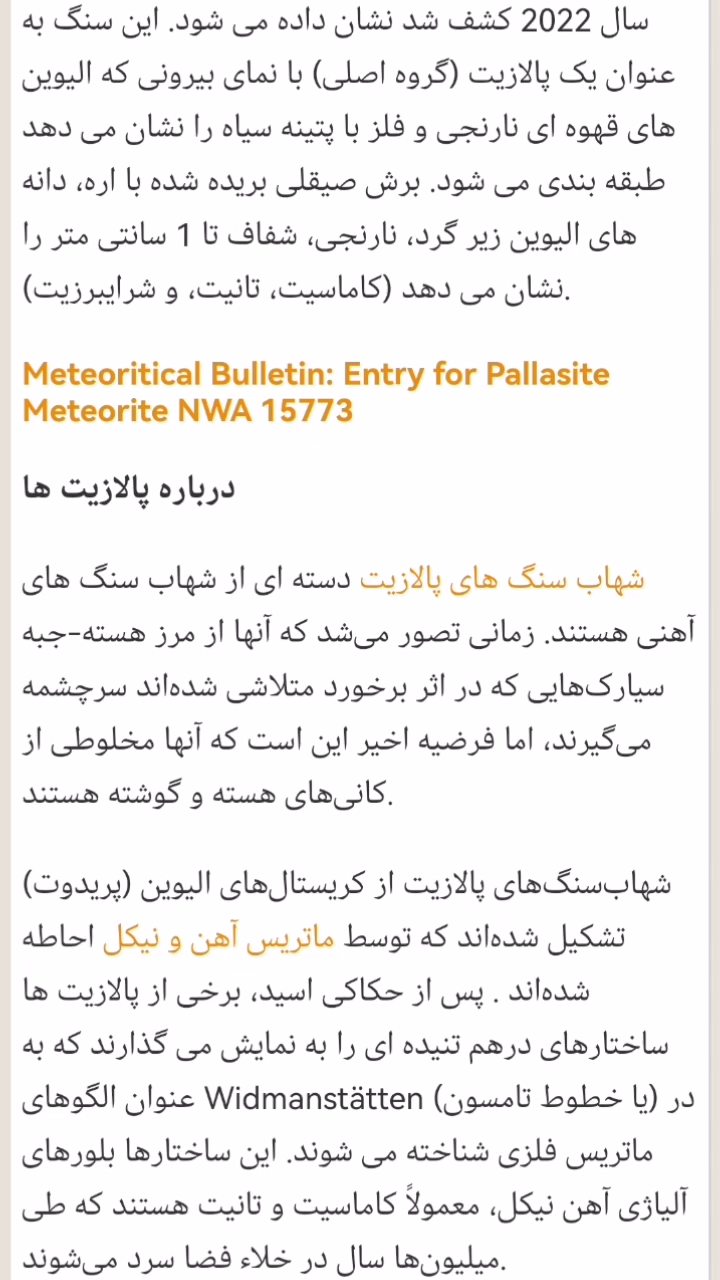 سال 2022 کشف شد نشان داده می شود. این سنگ به
عنوان یک پالازیت (گروه اصلی) با نمای بیرونی که الیوین
های قهوه ای نارنجی و فلز با پتینه سیاه را نشان می دهد
طبقه بندی می شود. برش صیقلی بریده شده با اره، دانه
های الیوین زیر گرد، نارنجی، شفاف تا 1 سانتی متر را
نشان می دهد (کاماسیت، تانیت، و شرایبرزیت).
Meteoritical Bulletin: Entry for Pallasite
Meteorite NWA 15773
درباره پالازیت ها
شهاب سنگ های پالازیت دسته ای از شهاب سنگ های
آهنی هستند. زمانی تصور می‌شد که آنها از مرز هسته-جبه
سیارک‌هایی که در اثر برخورد متلاشی شده‌اند سرچشمه
می‌گیرند، اما فرضیه اخیر این است که آنها مخلوطی از
کانی‌های هسته و گوشته هستند.
شهاب‌سنگ‌های پالازیت از کریستال‌های الیوین (پریدوت)
تشکیل شده‌اند که توسط ماتریس آهن و نیکل احاطه
شده‌اند . پس از حکاکی اسید، برخی از پالازیت ها
ساختارهای درهم تنیده ای را به نمایش می گذارند که به
عنوان الگوهای Widmanstätten (یا خطوط تامسون) در
ماتریس فلزی شناخته می شوند. این ساختارها بلورهای
آلیاژی آهن نیکل، معمولاً کاماسیت و تانیت هستند که طی
میلیون‌ها سال در خلاء فضا سرد می‌شوند.